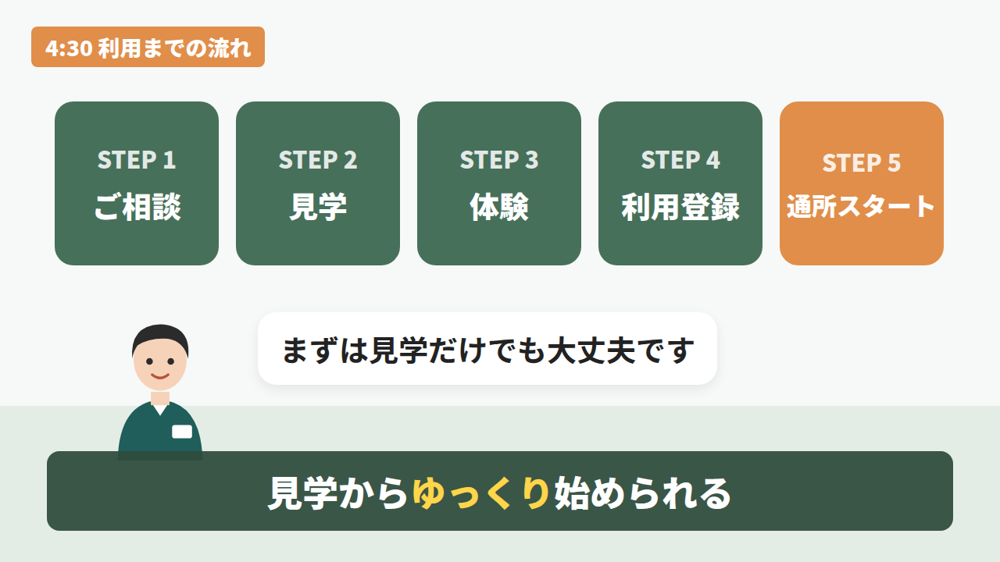 4:30 利用までの流れ
STEP 1
ご相談
STEP 2
見学
STEP 3
体験
STEP 4
利用登録
STEP 5
通所スタート
まずは見学だけでも大丈夫です
見学からゆっくり始められる